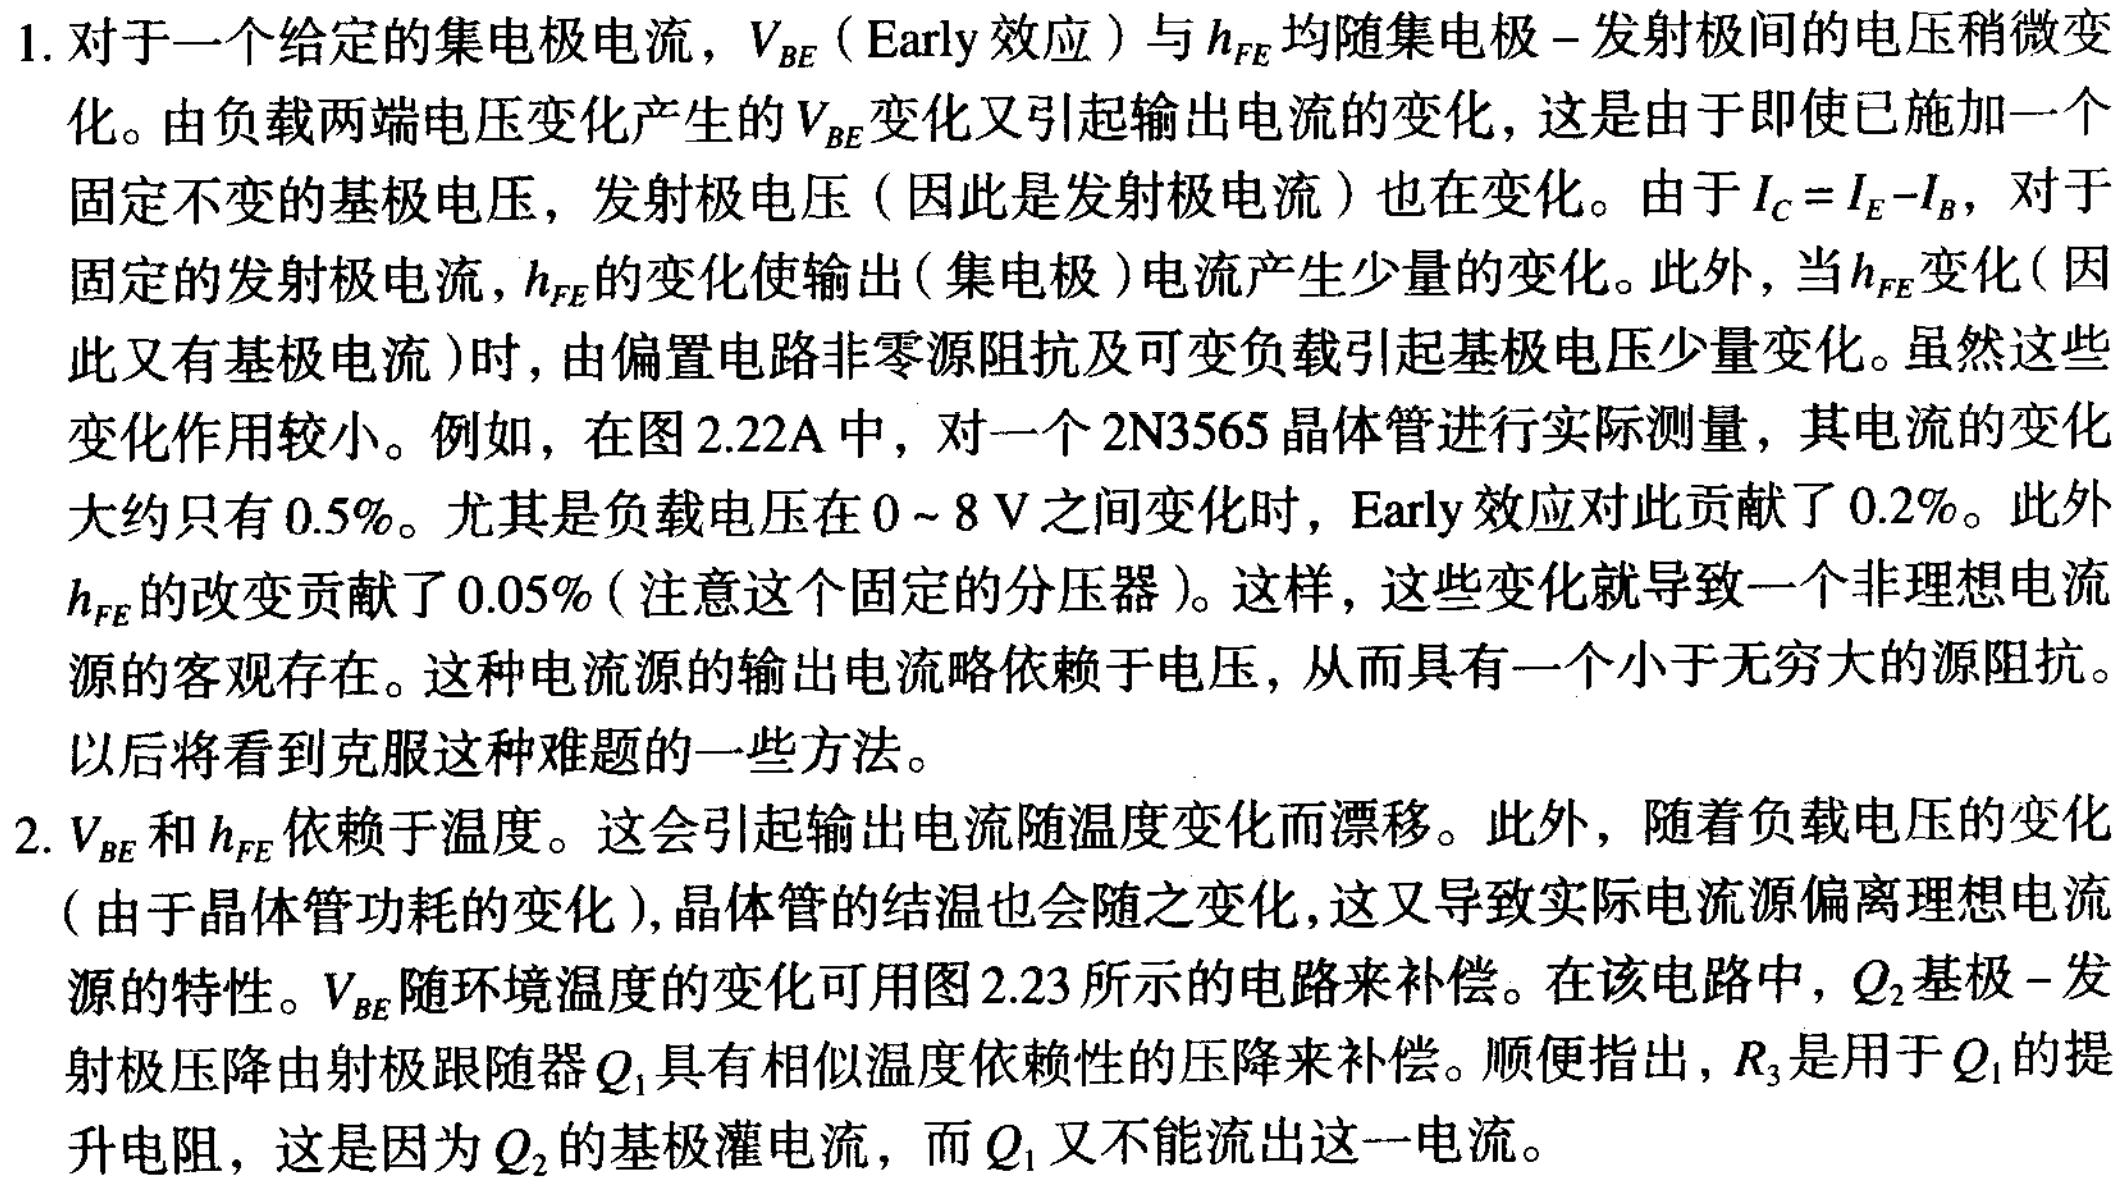 1. 对于一个给定的集电极电流，V_BE（Early 效应）与 h_FE 均随集电极－发射极间的电压稍微变
化。由负载两端电压变化产生的 V_BE 变化又引起输出电流的变化，这是由于即使已施加一个
固定不变的基极电压，发射极电压（因此是发射极电流）也在变化。由于 I_C = I_E–I_B，对于
固定的发射极电流，h_FE 的变化使输出（集电极）电流产生少量的变化。此外，当 h_FE 变化（因
此又有基极电流）时，由偏置电路非零源阻抗及可变负载引起基极电压少量变化。虽然这些
变化作用较小。例如，在图 2.22A 中，对一个 2N3565 晶体管进行实际测量，其电流的变化
大约只有 0.5%。尤其是负载电压在 0 ~ 8 V 之间变化时，Early 效应对此贡献了 0.2%。此外
h_FE 的改变贡献了 0.05%（注意这个固定的分压器）。这样，这些变化就导致一个非理想电流
源的客观存在。这种电流源的输出电流略依赖于电压，从而具有一个小于无穷大的源阻抗。
以后将看到克服这种难题的一些方法。
2. V_BE 和 h_FE 依赖于温度。这会引起输出电流随温度变化而漂移。此外，随着负载电压的变化
（由于晶体管功耗的变化），晶体管的结温也会随之变化，这又导致实际电流源偏离理想电流
源的特性。V_BE 随环境温度的变化可用图 2.23 所示的电路来补偿。在该电路中，Q₂ 基极－发
射极压降由射极跟随器 Q₁ 具有相似温度依赖性的压降来补偿。顺便指出，R₃ 是用于 Q₁ 的提
升电阻，这是因为 Q₂ 的基极灌电流，而 Q₁ 又不能流出这一电流。